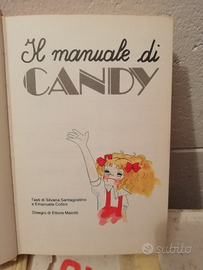 Il manuale di
CANDY
Testi di Silvana Santagostino
e Emanuela Codini
Disegni di Ettore Maiotti
subito